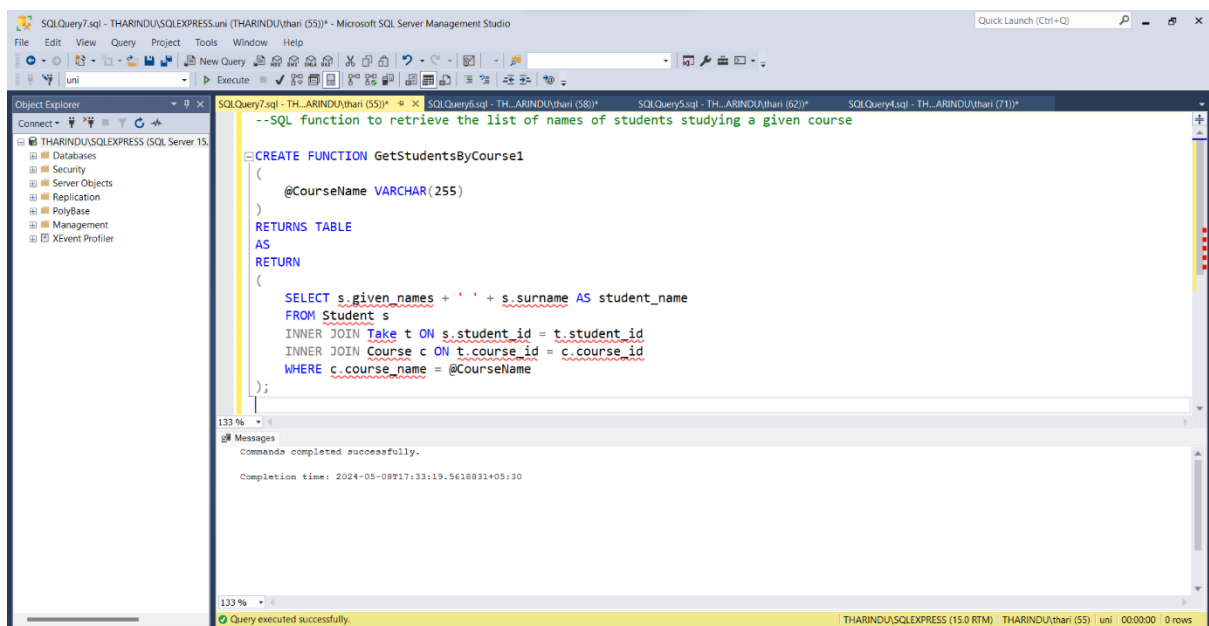 SQLQuery7.sql - THARINDU\SQLEXPRESS.uni (THARINDU\thari (55))* - Microsoft SQL Server Management Studio
Quick Launch (Ctrl+Q)
File Edit View Query Project Tools Window Help
New Query
uni
Execute
Object Explorer
SQLQuery7.sql - TH...ARINDU\thari (55))*
SQLQuery6.sql - TH...ARINDU\thari (58))*
SQLQuery5.sql - TH...ARINDU\thari (62))*
SQLQuery4.sql - TH...ARINDU\thari (71))*
Connect
THARINDU\SQLEXPRESS (SQL Server 15.
Databases
Security
Server Objects
Replication
PolyBase
Management
XEvent Profiler
--SQL function to retrieve the list of names of students studying a given course
CREATE FUNCTION GetStudentsByCourse1
(
@CourseName VARCHAR(255)
)
RETURNS TABLE
AS
RETURN
(
SELECT s.given_names + ' ' + s.surname AS student_name
FROM Student s
INNER JOIN Take t ON s.student_id = t.student_id
INNER JOIN Course c ON t.course_id = c.course_id
WHERE c.course_name = @CourseName
);
133 %
Messages
Commands completed successfully.
Completion time: 2024-05-08T17:33:19.5618831+05:30
133 %
Query executed successfully.
THARINDU\SQLEXPRESS (15.0 RTM) THARINDU\thari (55) uni 00:00:00 0 rows